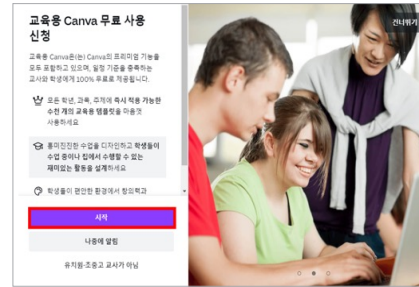 교육용 Canva 무료 사용
신청
건너뛰기
교육용 Canva은(는) Canva의 프리미엄 기능을
모두 포함하고 있으며, 일정 기준을 충족하는
교사와 학생에게 100% 무료로 제공됩니다.
모든 학년, 과목, 주제에 즉시 적용 가능한
수천 개의 교육용 템플릿을 마음껏
사용하세요
흥미진진한 수업을 디자인하고 학생들이
수업 중이나 집에서 수행할 수 있는
재미있는 활동을 설계하세요
학생들이 편안한 환경에서 창의력과
시작
나중에 알림
유치원-초중고 교사가 아님